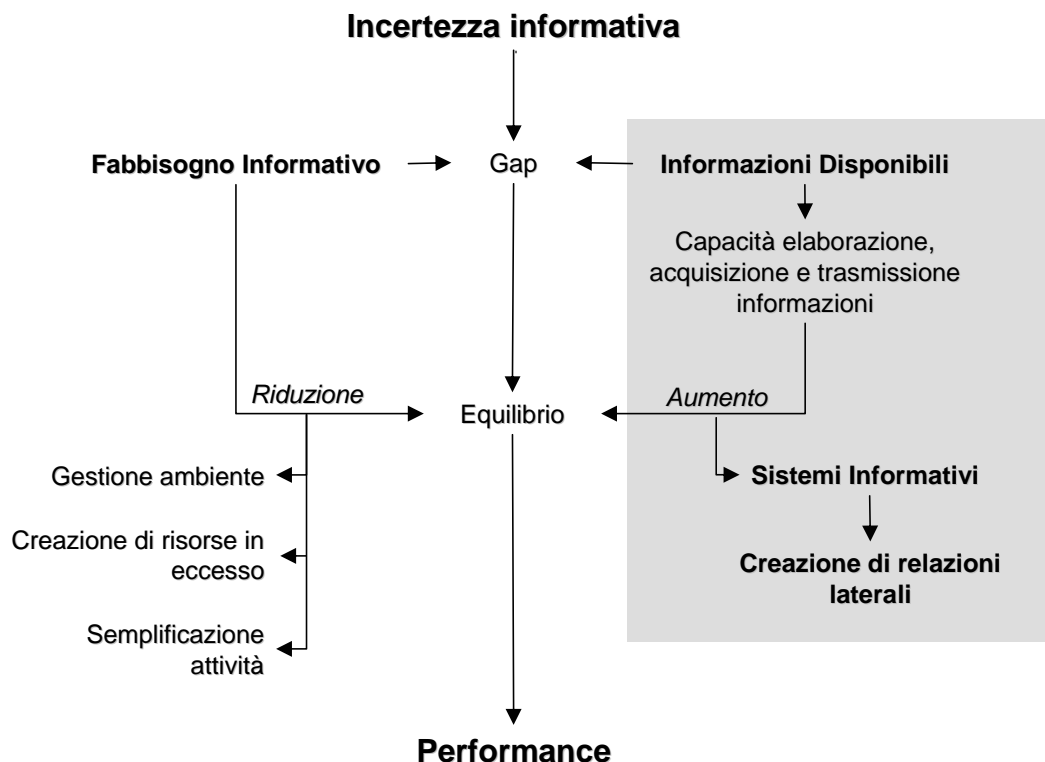 Incertezza informativa
Fabbisogno Informativo
Gap
Informazioni Disponibili
Capacità elaborazione,
acquisizione e trasmissione
informazioni
Riduzione
Equilibrio
Aumento
Gestione ambiente
Sistemi Informativi
Creazione di risorse in
eccesso
Creazione di relazioni
laterali
Semplificazione
attività
Performance